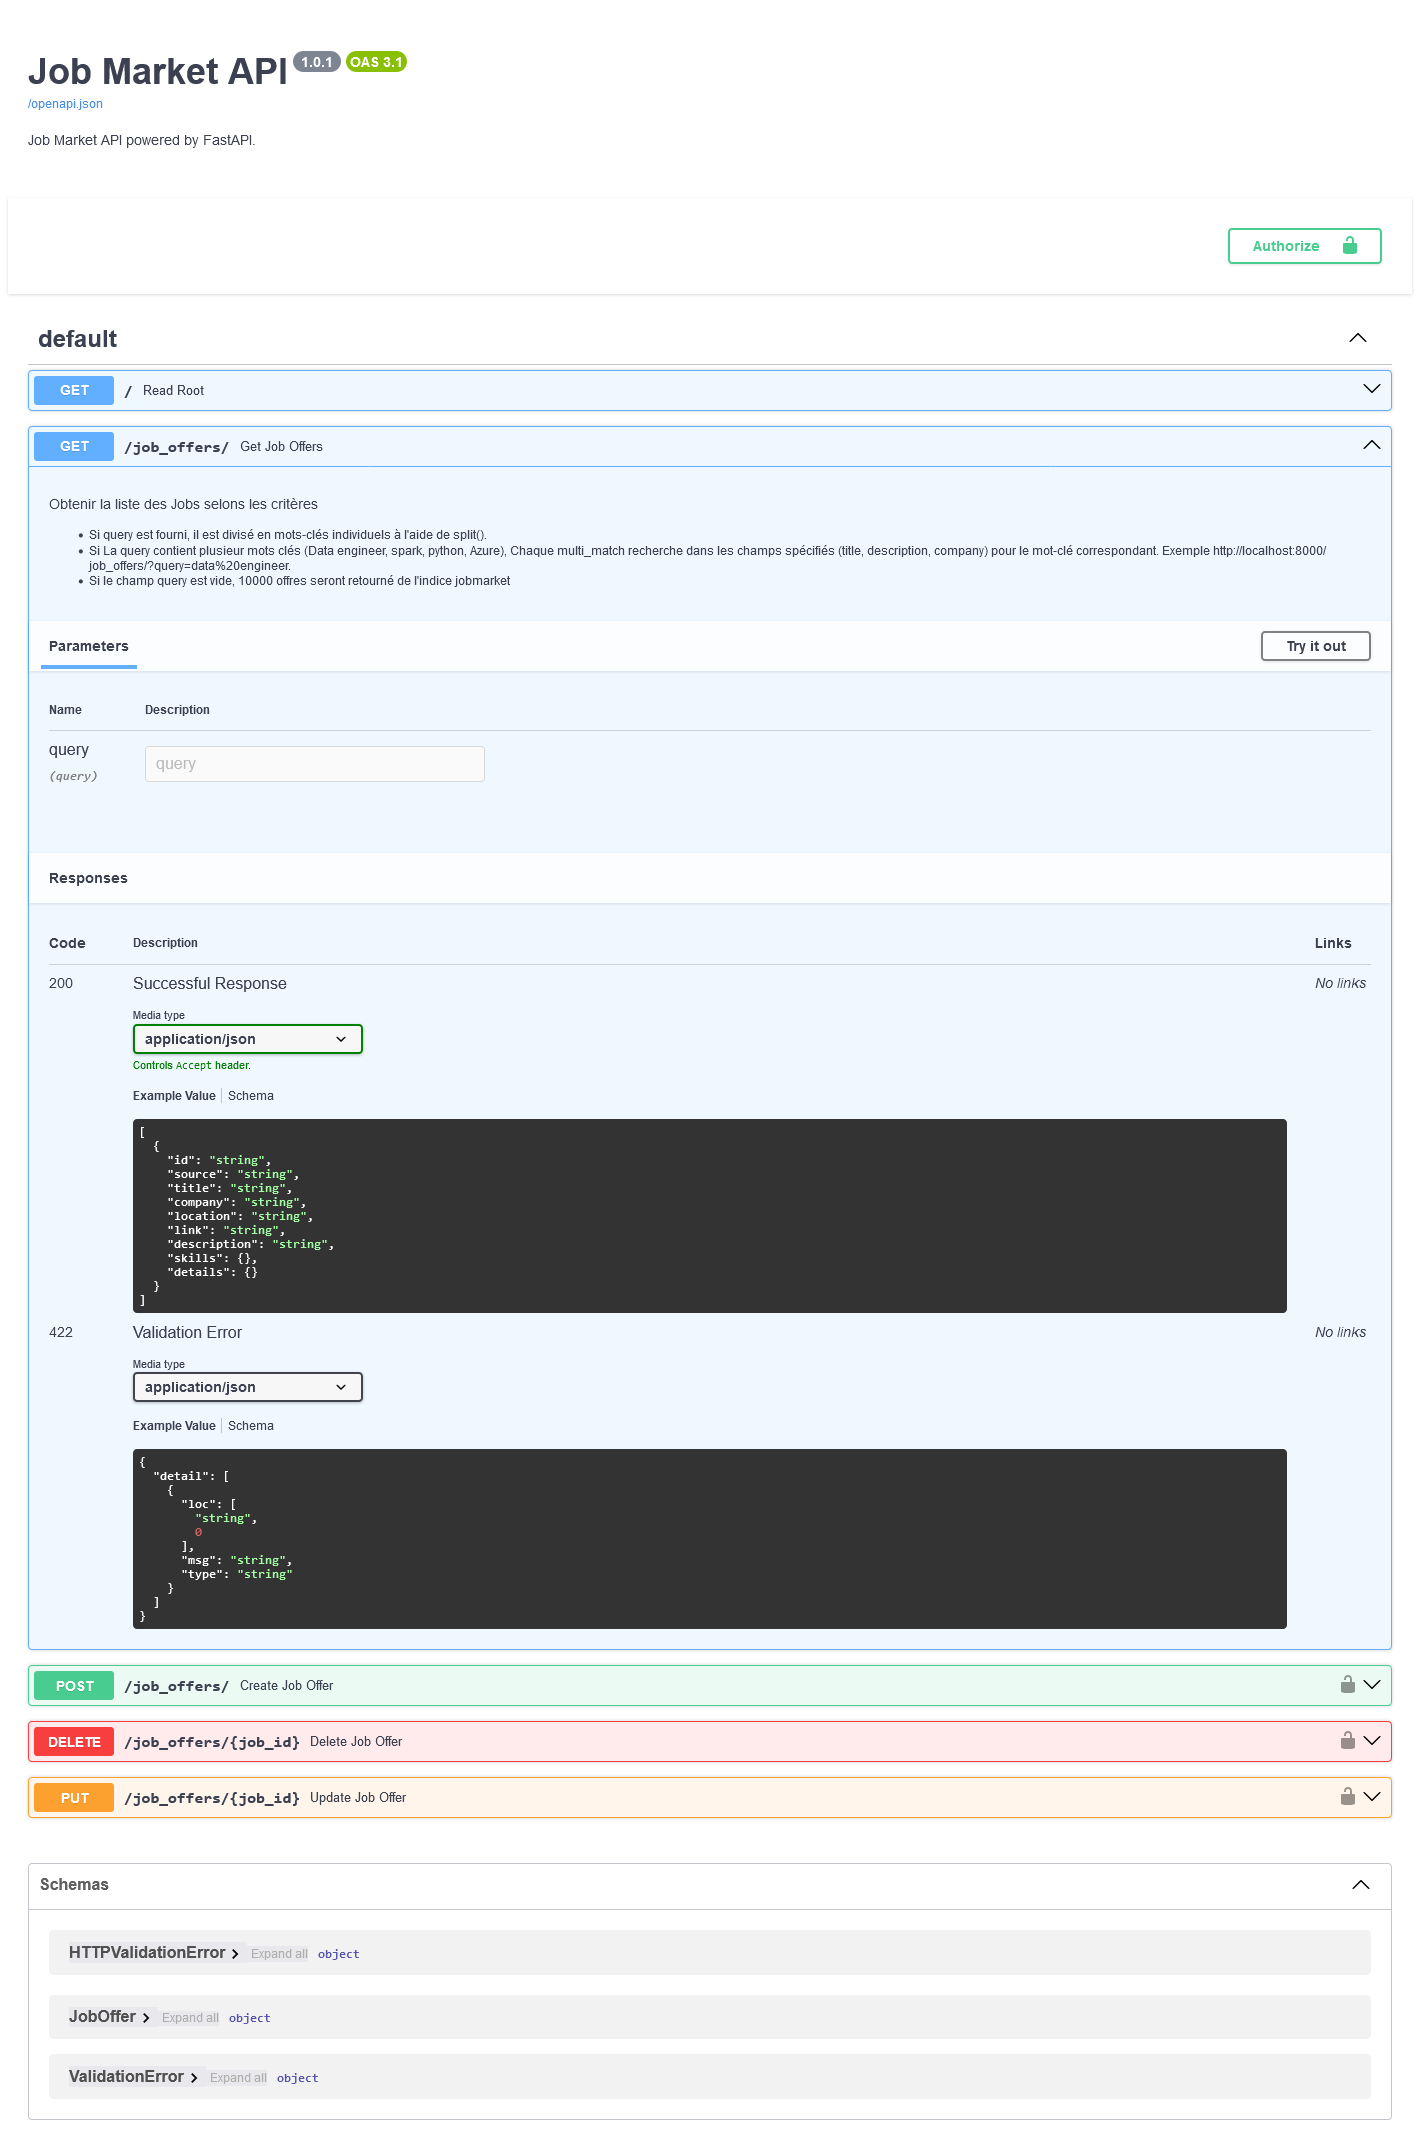 Job Market API 1.0.1 OAS 3.1
/openapi.json
Job Market API powered by FastAPI.
Authorize
default
GET / Read Root
GET /job_offers/ Get Job Offers
Obtenir la liste des Jobs selons les critères
• Si query est fourni, il est divisé en mots-clés individuels à l'aide de split().
• Si La query contient plusieur mots clés (Data engineer, spark, python, Azure), Chaque multi_match recherche dans les champs spécifiés (title, description, company) pour le mot-clé correspondant. Exemple http://localhost:8000/
job_offers/?query=data%20engineer.
• Si le champ query est vide, 10000 offres seront retourné de l'indice jobmarket
Parameters
Try it out
Name Description
query
(query)
query
Responses
Code Description Links
200 Successful Response No links
Media type
application/json
Controls Accept header.
Example Value Schema
[
  {
    "id": "string",
    "source": "string",
    "title": "string",
    "company": "string",
    "location": "string",
    "link": "string",
    "description": "string",
    "skills": {},
    "details": {}
  }
]
422 Validation Error No links
Media type
application/json
Example Value Schema
{
  "detail": [
    {
      "loc": [
        "string",
        0
      ],
      "msg": "string",
      "type": "string"
    }
  ]
}
POST /job_offers/ Create Job Offer
DELETE /job_offers/{job_id} Delete Job Offer
PUT /job_offers/{job_id} Update Job Offer
Schemas
HTTPValidationError Expand all object
JobOffer Expand all object
ValidationError Expand all object